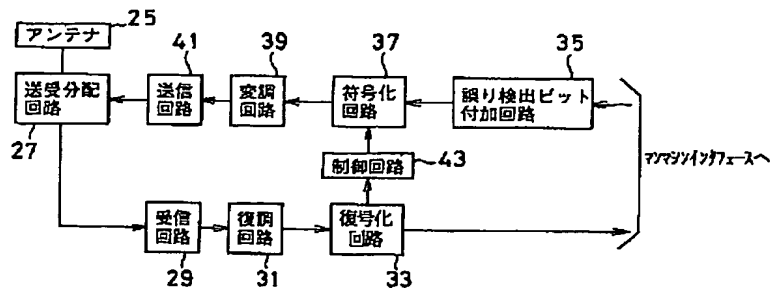 アンテナ
25
41
39
37
35
送受分配
回路
送信
回路
変調
回路
符号化
回路
誤り検出ビット
付加回路
27
制御回路
43
マンマシンインタフェースへ
受信
回路
復調
回路
復号化
回路
29
31
33